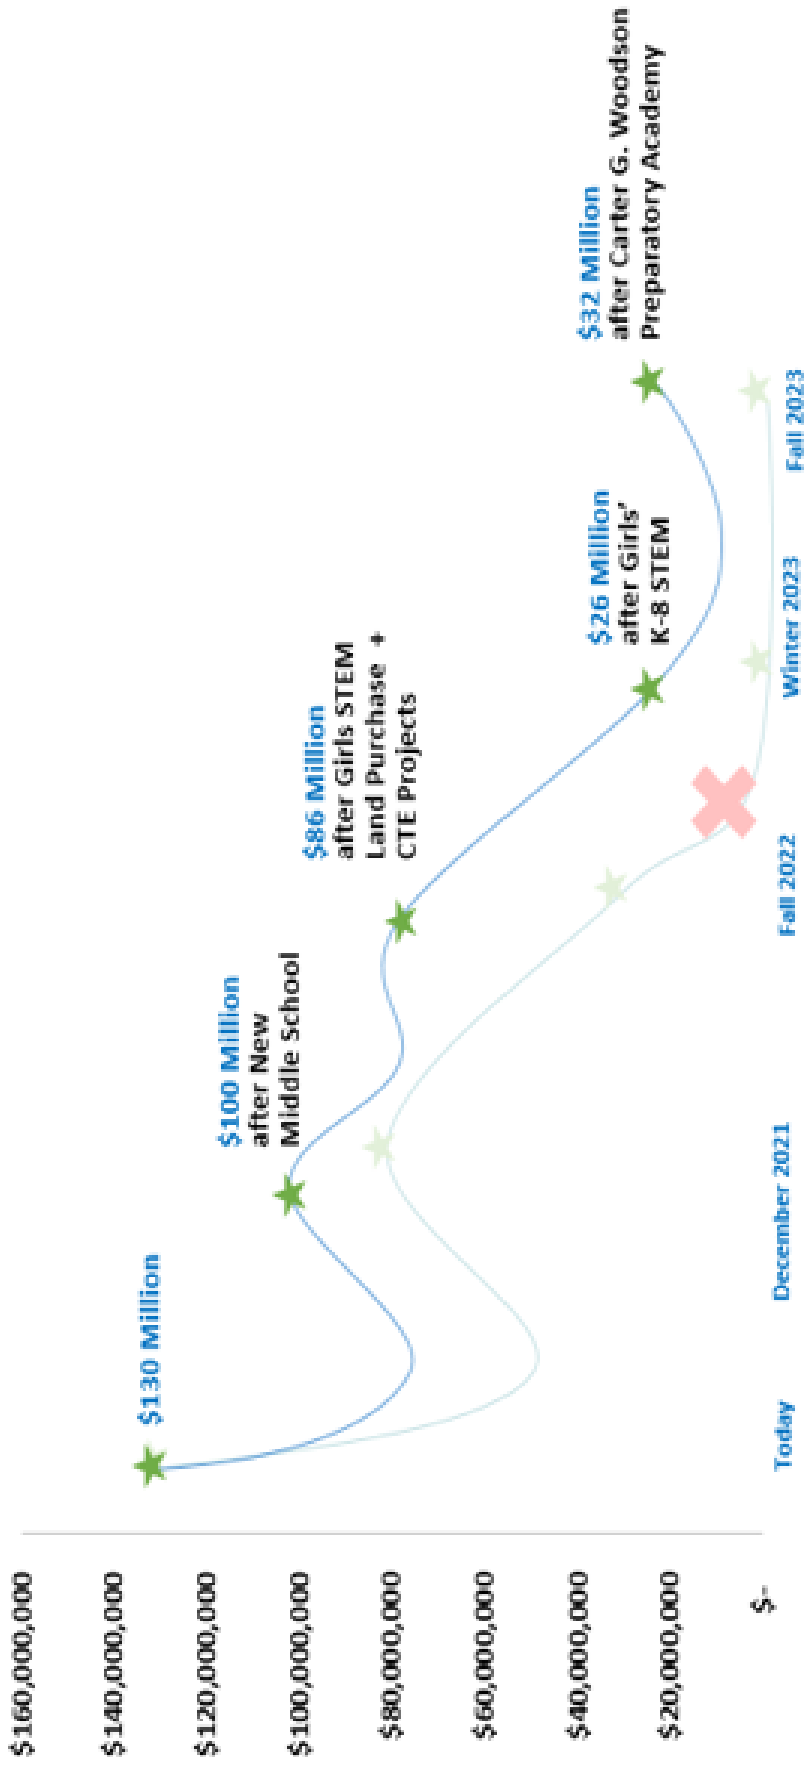 $160,000,000
$140,000,000
$120,000,000
$100,000,000
$80,000,000
$60,000,000
$40,000,000
$20,000,000
$-
$130 Million
$100 Million
after New
Middle School
$86 Million
after Girls STEM
Land Purchase +
CTE Projects
$26 Million
after Girls'
K-8 STEM
$32 Million
after Carter G. Woodson
Preparatory Academy
Today
December 2021
Fall 2022
Winter 2023
Fall 2023